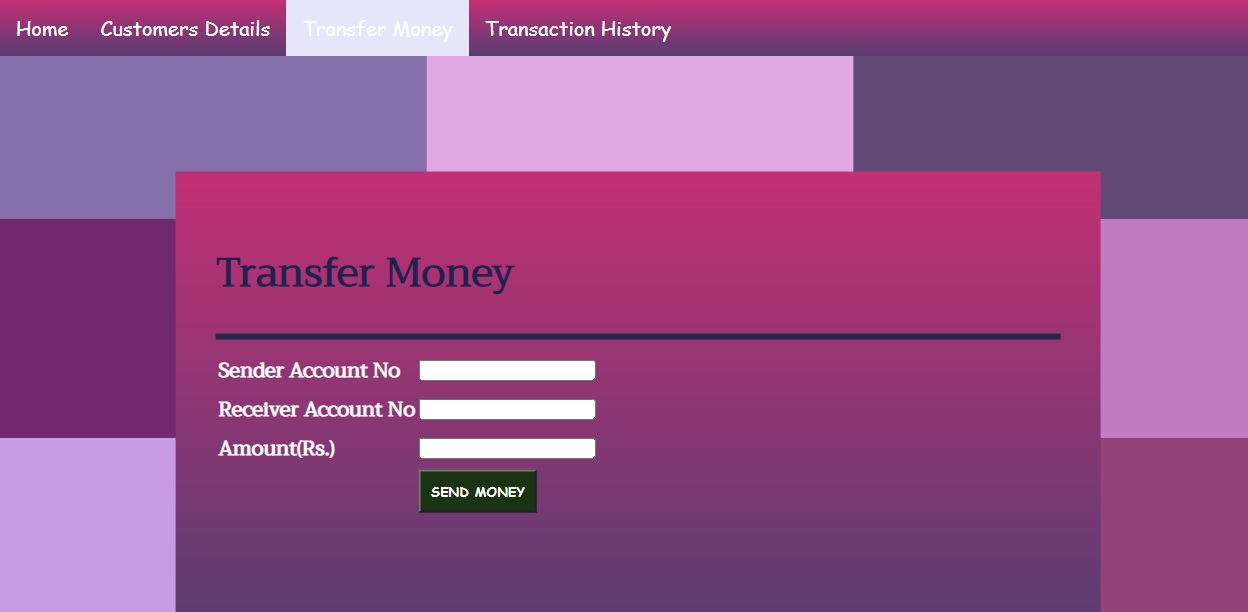 Home Customers Details Transfer Money Transaction History
Transfer Money
Sender Account No
Receiver Account No
Amount(Rs.)
SEND MONEY